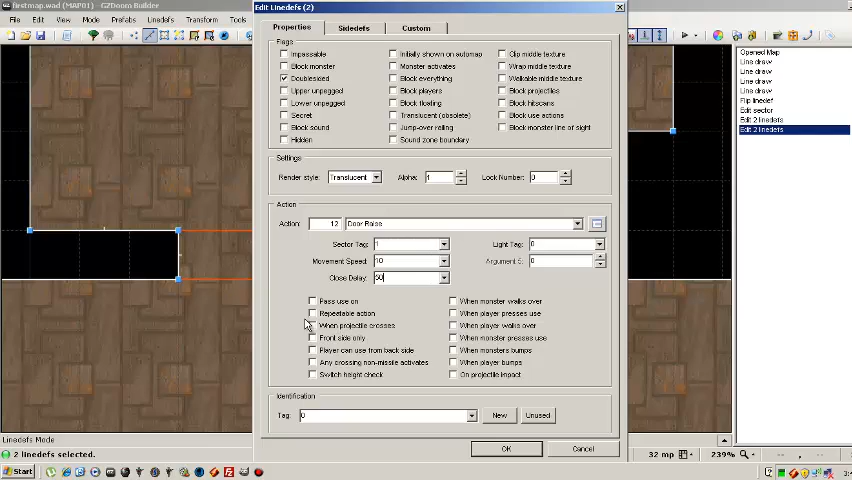 firstmap.wad (MAP01) - GZDoom Builder
File Edit View Mode Prefabs Linedefs Transform Tools
Edit Linedefs (2)
Properties Sidedefs Custom
Flags
Impassable Initially shown on automap Clip middle texture
Block monster Monster activates Wrap middle texture
Doublesided Block everything Walkable middle texture
Upper unpegged Block players Block projectiles
Lower unpegged Block floating Block hitscans
Secret Translucent (obsolete) Block use actions
Block sound Jump-over railing Block monster line of sight
Hidden Sound zone boundary
Settings
Render style: Translucent Alpha: 1 Lock Number: 0
Action
Action: 12 Door Raise
Sector Tag: 1 Light Tag: 0
Movement Speed: 10 Argument 5: 0
Close Delay: 50
Pass use on When monster walks over
Repeatable action When player presses use
When projectile crosses When player walks over
Front side only When monster presses use
Player can use from back side When monsters bumps
Any crossing non-missile activates When player bumps
Switch height check On projectile impact
Identification
Tag: 0 New Unused
OK Cancel
Opened Map
Line draw
Line draw
Line draw
Line draw
Flip linedef
Edit sector
Edit 2 linedefs
Edit 2 linedefs
Linedefs Mode
2 linedefs selected. 32 mp 239% --- , ---
Start